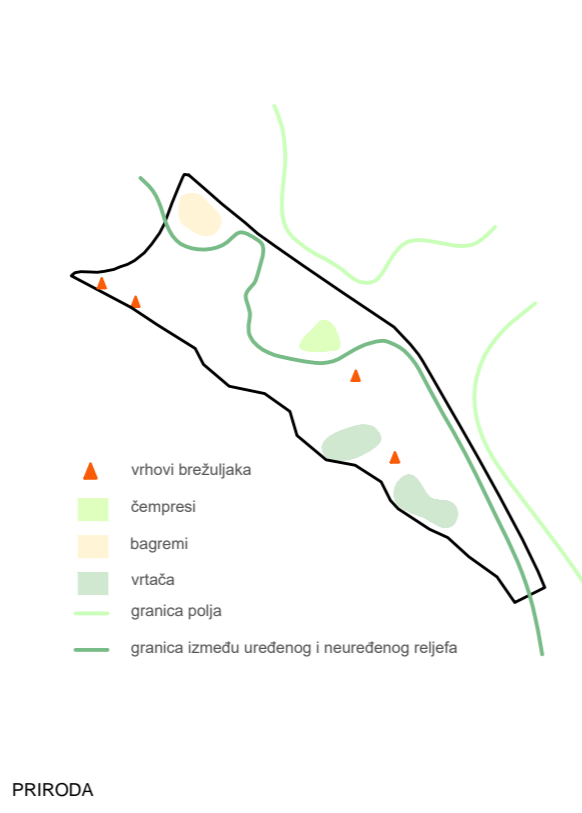 vrhovi brežuljaka
čempresi
bagremi
vrtača
granica polja
granica između uređenog i neuređenog reljefa
PRIRODA